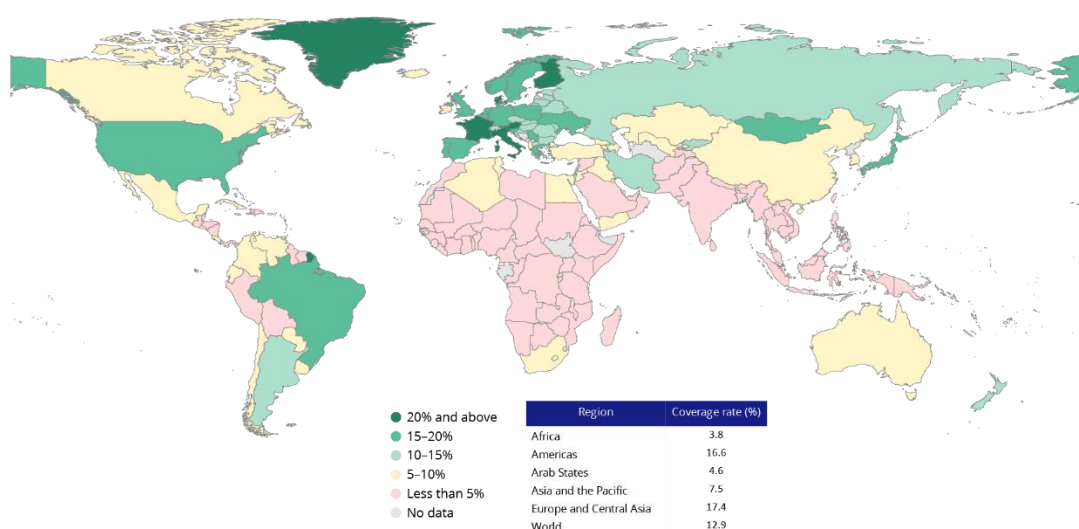 20% and above
15–20%
10–15%
5–10%
Less than 5%
No data
Region Coverage rate (%)
Africa 3.8
Americas 16.6
Arab States 4.6
Asia and the Pacific 7.5
Europe and Central Asia 17.4
World 12.9